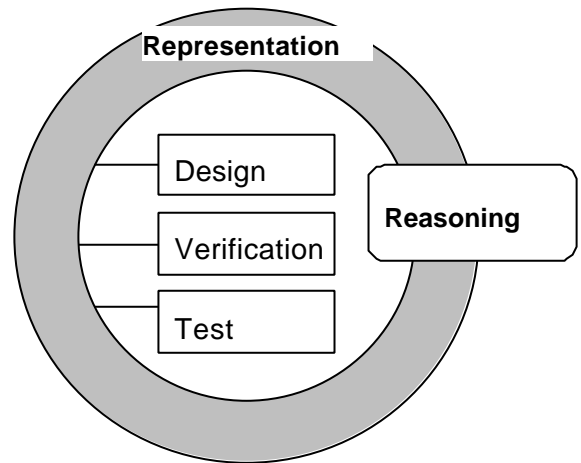 Representation
Design
Reasoning
Verification
Test